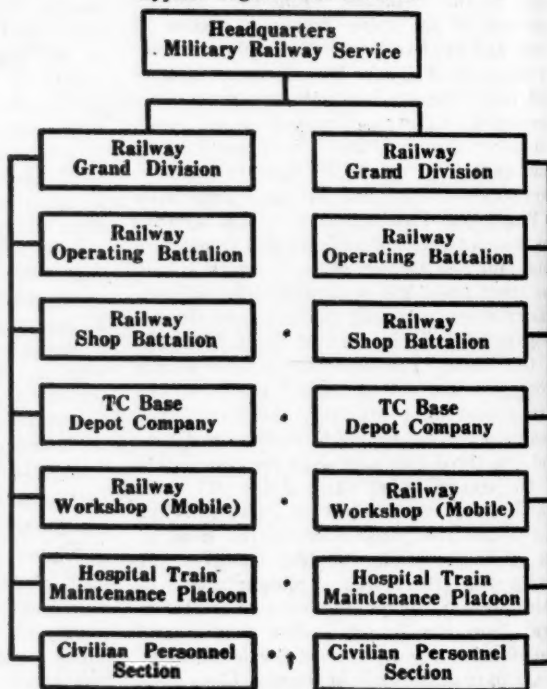 Headquarters
Military Railway Service
Railway
Grand Division
Railway
Grand Division
Railway
Operating Battalion
Railway
Operating Battalion
Railway
Shop Battalion
*
Railway
Shop Battalion
TC Base
Depot Company
*
TC Base
Depot Company
Railway
Workshop (Mobile)
*
Railway
Workshop (Mobile)
Hospital Train
Maintenance Platoon
*
Hospital Train
Maintenance Platoon
Civilian Personnel
Section
* †
Civilian Personnel
Section